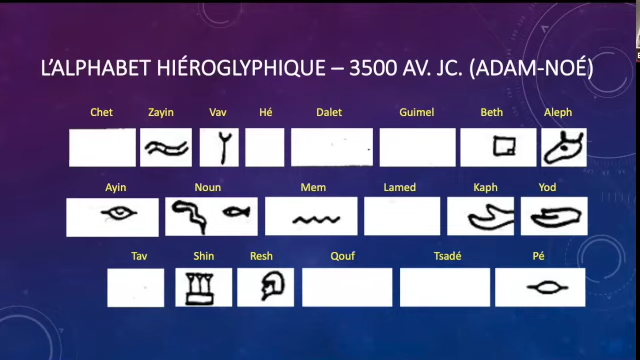 L'ALPHABET HIÉROGLYPHIQUE – 3500 AV. JC. (ADAM-NOÉ)
Chet Zayin Vav Hé Dalet Guimel Beth Aleph
Ayin Noun Mem Lamed Kaph Yod
Tav Shin Resh Qouf Tsadé Pé